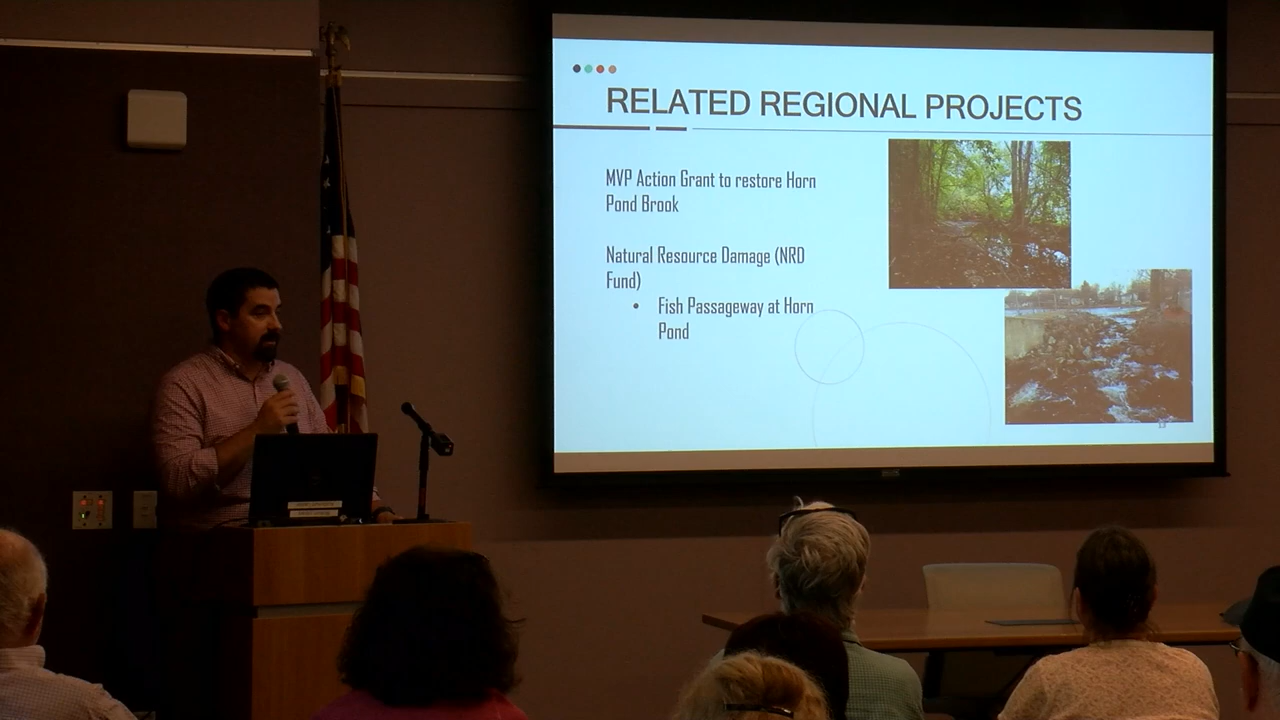 RELATED REGIONAL PROJECTS
MVP Action Grant to restore Horn
Pond Brook
Natural Resource Damage (NRD
Fund)
• Fish Passageway at Horn
Pond